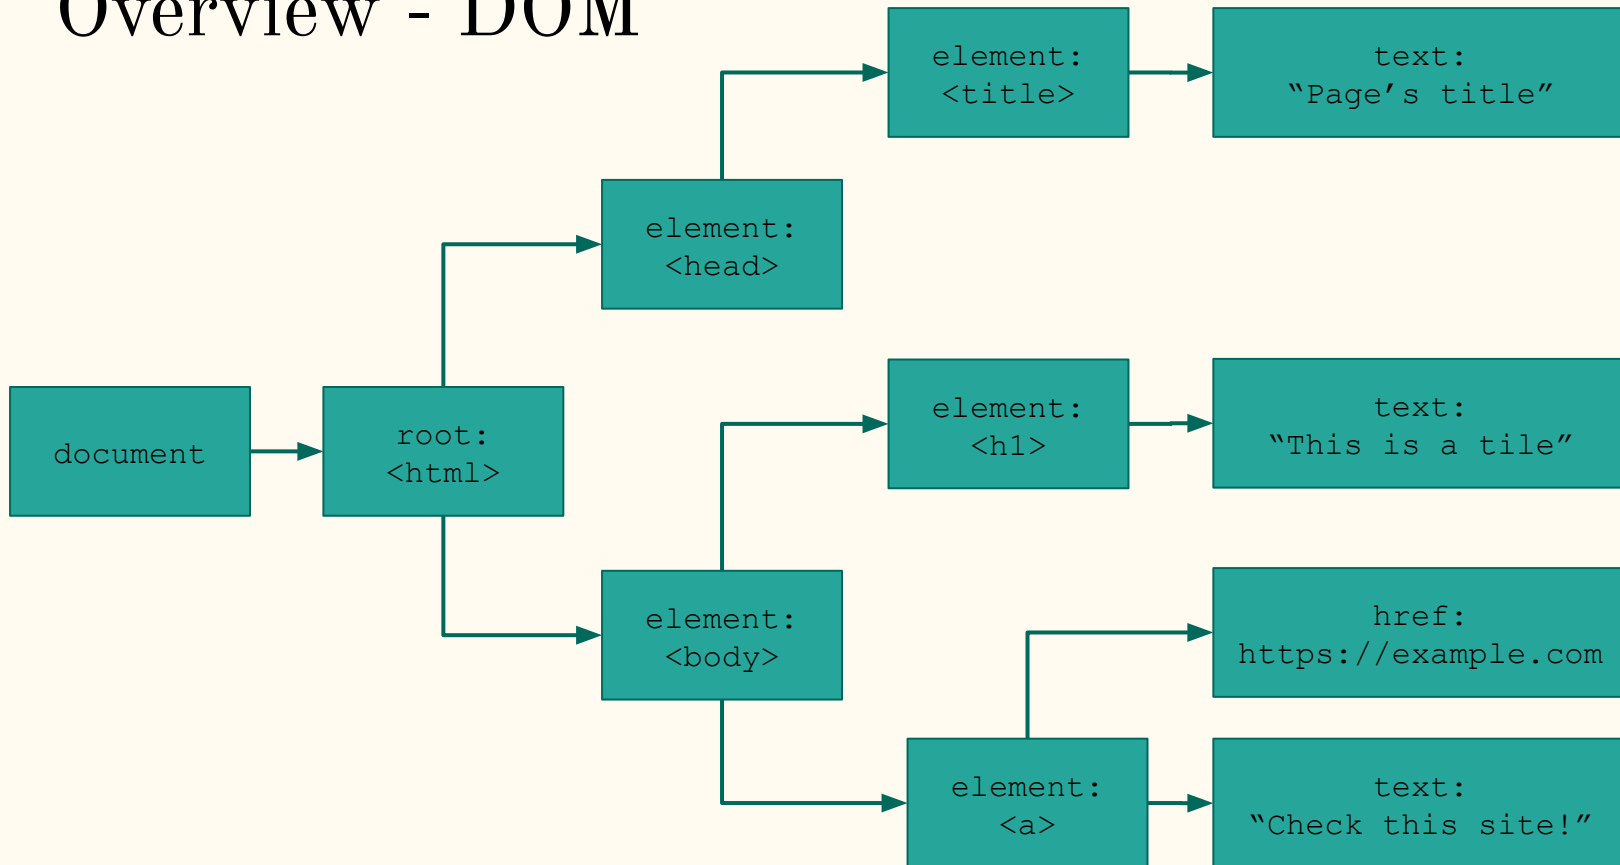 Overview - DOM
element:
<title>
text:
“Page’s title”
element:
<head>
document
root:
<html>
element:
<h1>
text:
“This is a tile”
element:
<body>
href:
https://example.com
element:
<a>
text:
“Check this site!”